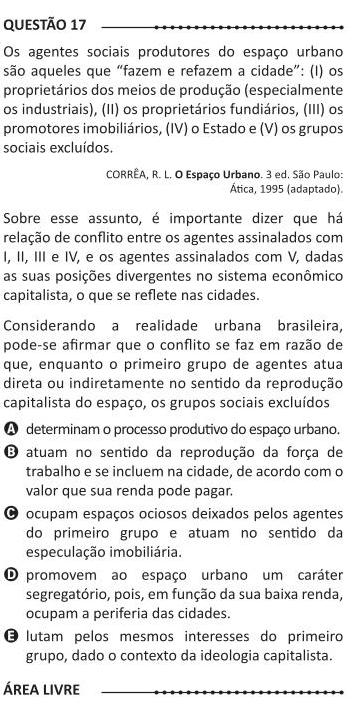 QUESTÃO 17
Os agentes sociais produtores do espaço urbano
são aqueles que “fazem e refazem a cidade”: (I) os
proprietários dos meios de produção (especialmente
os industriais), (II) os proprietários fundiários, (III) os
promotores imobiliários, (IV) o Estado e (V) os grupos
sociais excluídos.
CORRÊA, R. L. O Espaço Urbano. 3 ed. São Paulo:
Ática, 1995 (adaptado).
Sobre esse assunto, é importante dizer que há
relação de conflito entre os agentes assinalados com
I, II, III e IV, e os agentes assinalados com V, dadas
as suas posições divergentes no sistema econômico
capitalista, o que se reflete nas cidades.
Considerando a realidade urbana brasileira,
pode-se afirmar que o conflito se faz em razão de
que, enquanto o primeiro grupo de agentes atua
direta ou indiretamente no sentido da reprodução
capitalista do espaço, os grupos sociais excluídos
A determinam o processo produtivo do espaço urbano.
B atuam no sentido da reprodução da força de
trabalho e se incluem na cidade, de acordo com o
valor que sua renda pode pagar.
C ocupam espaços ociosos deixados pelos agentes
do primeiro grupo e atuam no sentido da
especulação imobiliária.
D promovem ao espaço urbano um caráter
segregatório, pois, em função da sua baixa renda,
ocupam a periferia das cidades.
E lutam pelos mesmos interesses do primeiro
grupo, dado o contexto da ideologia capitalista.
ÁREA LIVRE